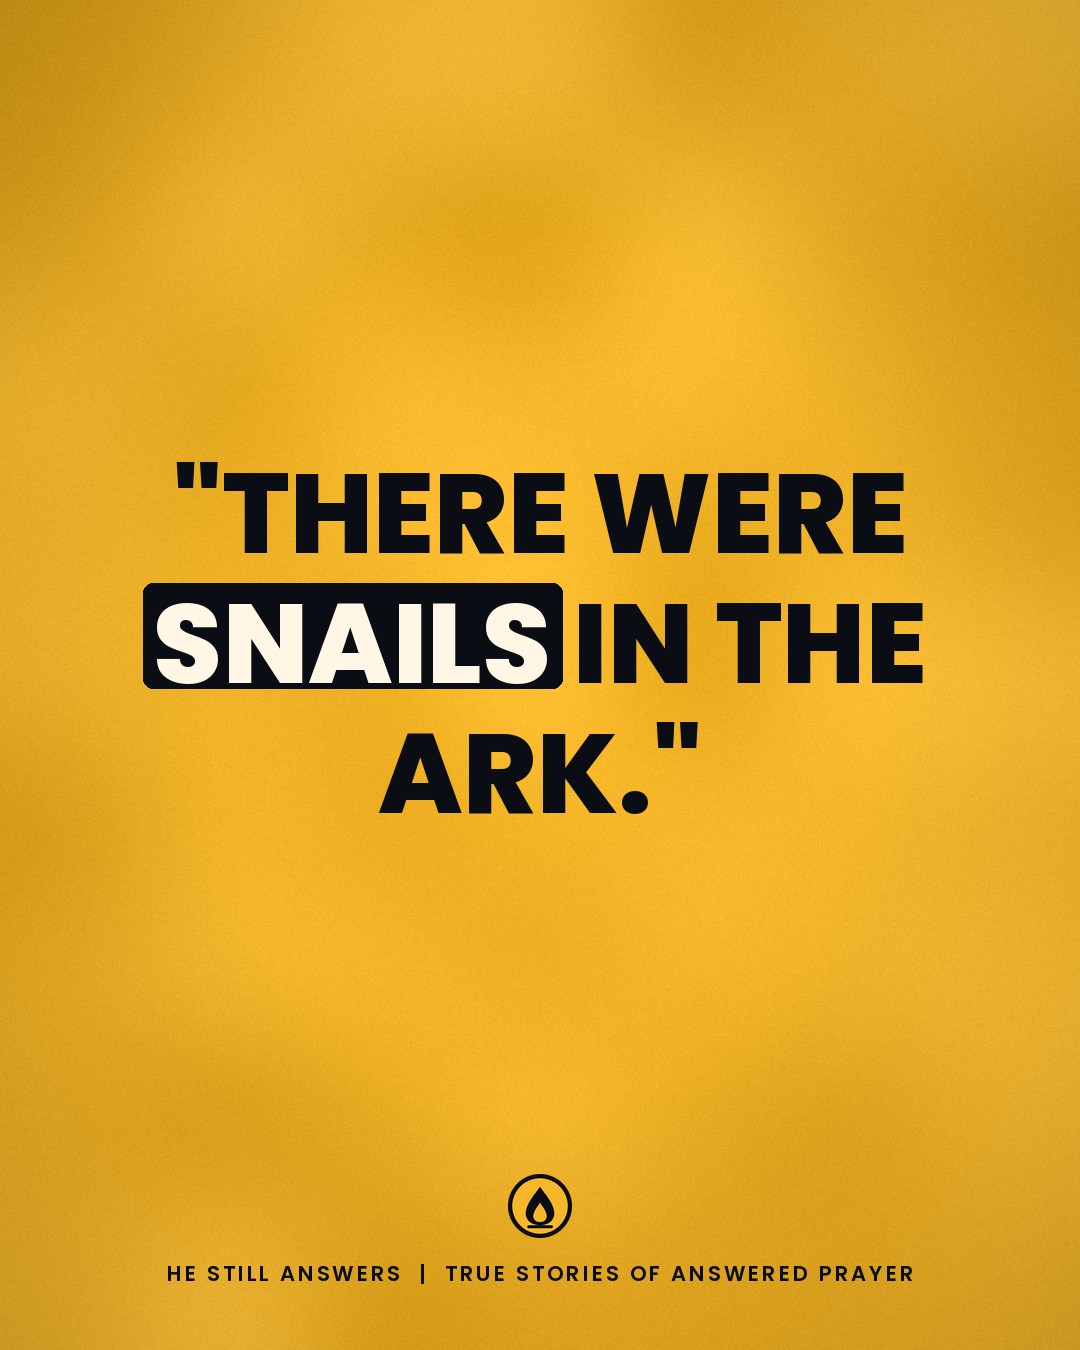 "THERE WERE
SNAILS IN THE
ARK."
HE STILL ANSWERS | TRUE STORIES OF ANSWERED PRAYER